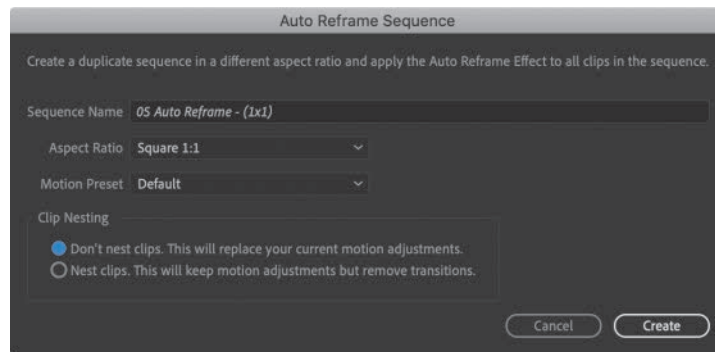 Auto Reframe Sequence
Create a duplicate sequence in a different aspect ratio and apply the Auto Reframe Effect to all clips in the sequence.
Sequence Name 05 Auto Reframe - (1x1)
Aspect Ratio Square 1:1
Motion Preset Default
Clip Nesting
Don't nest clips. This will replace your current motion adjustments.
Nest clips. This will keep motion adjustments but remove transitions.
Cancel Create